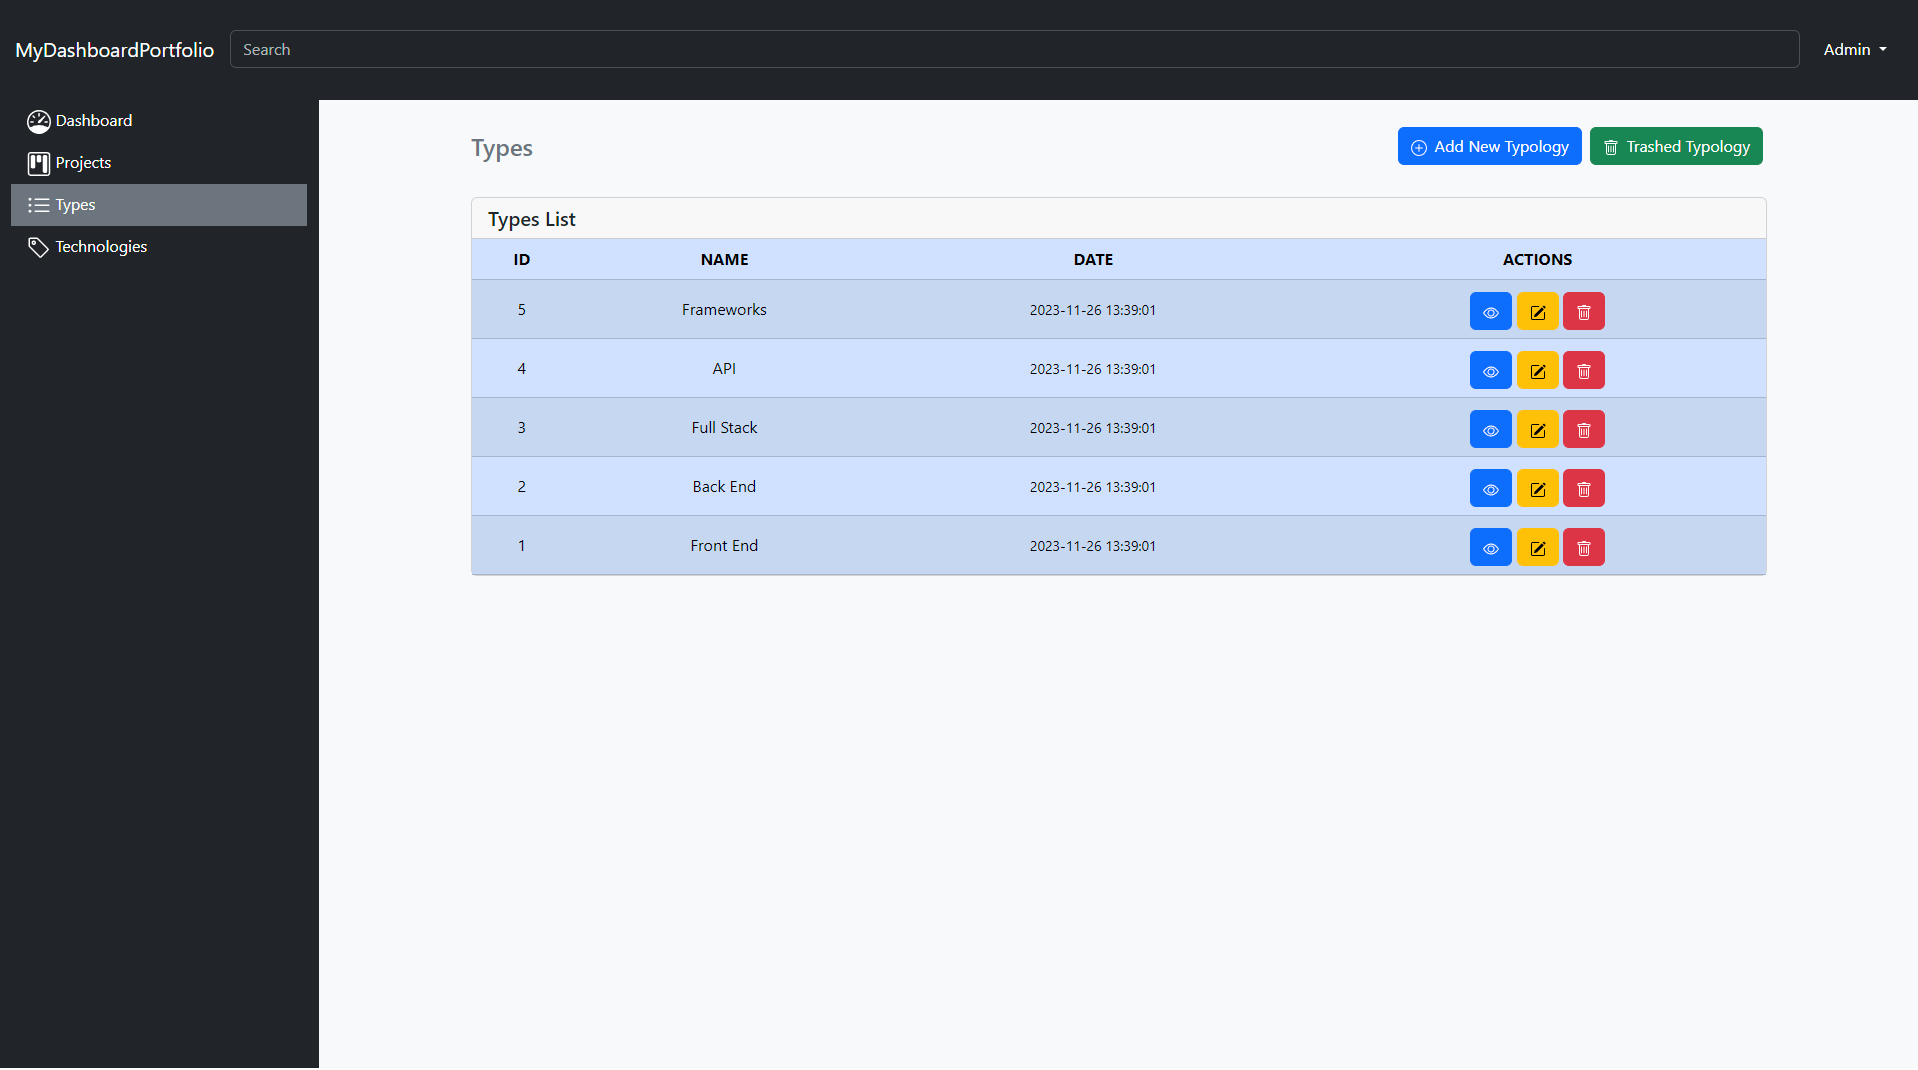 MyDashboardPortfolio Search Admin
Dashboard
Projects
Types
Technologies
Types Add New Typology Trashed Typology
Types List
ID NAME DATE ACTIONS
5 Frameworks 2023-11-26 13:39:01
4 API 2023-11-26 13:39:01
3 Full Stack 2023-11-26 13:39:01
2 Back End 2023-11-26 13:39:01
1 Front End 2023-11-26 13:39:01